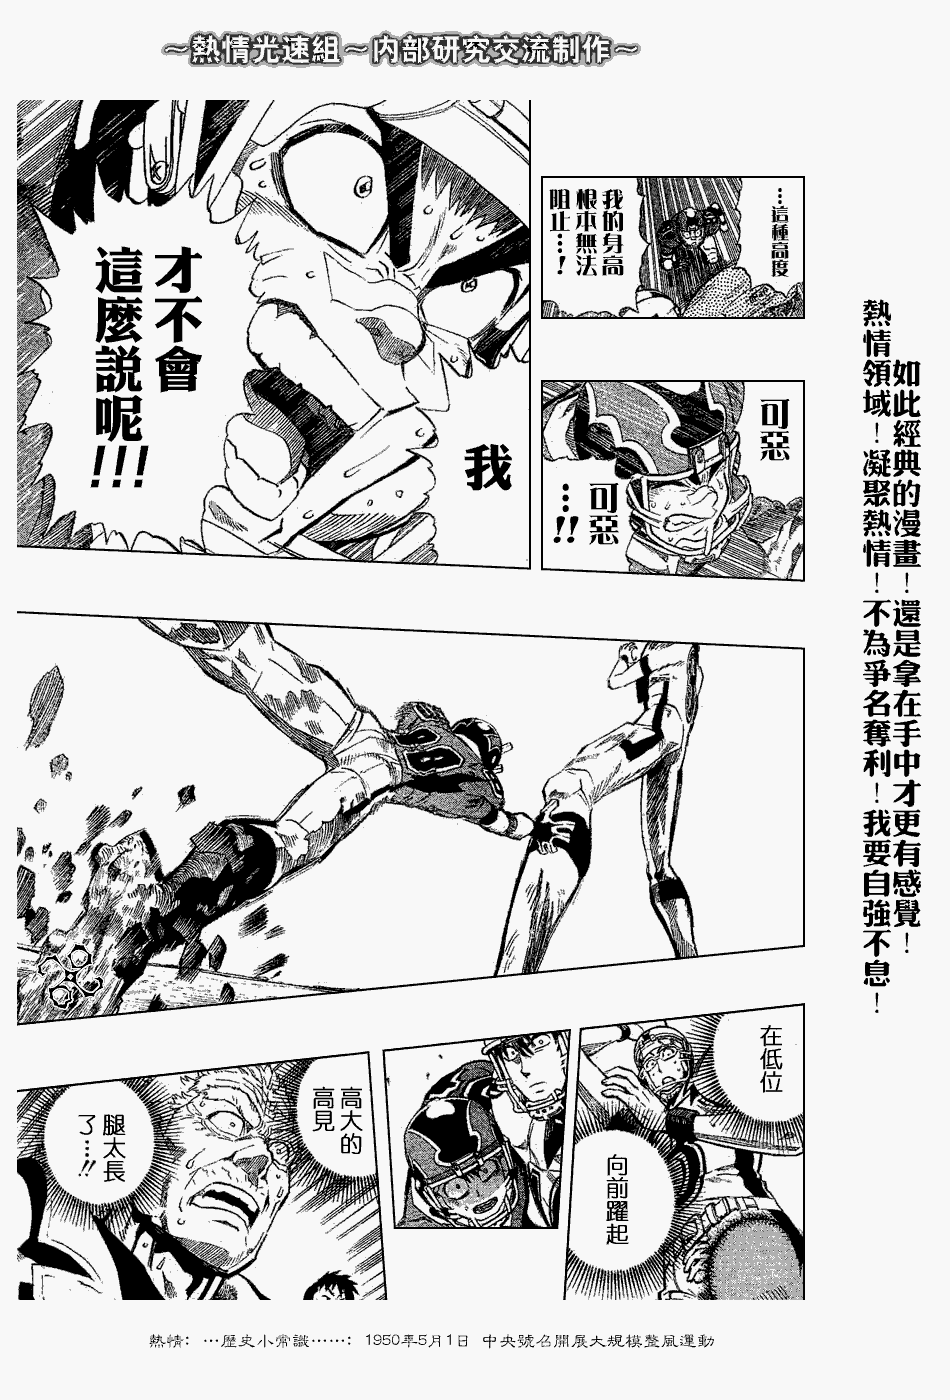 ～熱情光速組～內部研究交流制作～
…這種高度
我的身高
根本無法
阻止…！
可惡
可惡
…！！
我
才不會
這麼説呢!!!
如此經典的漫畫！還是拿在手中才更有感覺！
熱情領域！凝聚熱情！不為爭名奪利！我要自強不息！
在低位
向前躍起
高大的
高見
腿太長
了…!!
熱情：…歷史小常識……：1950年5月1日 中央號召開展大規模整風運動